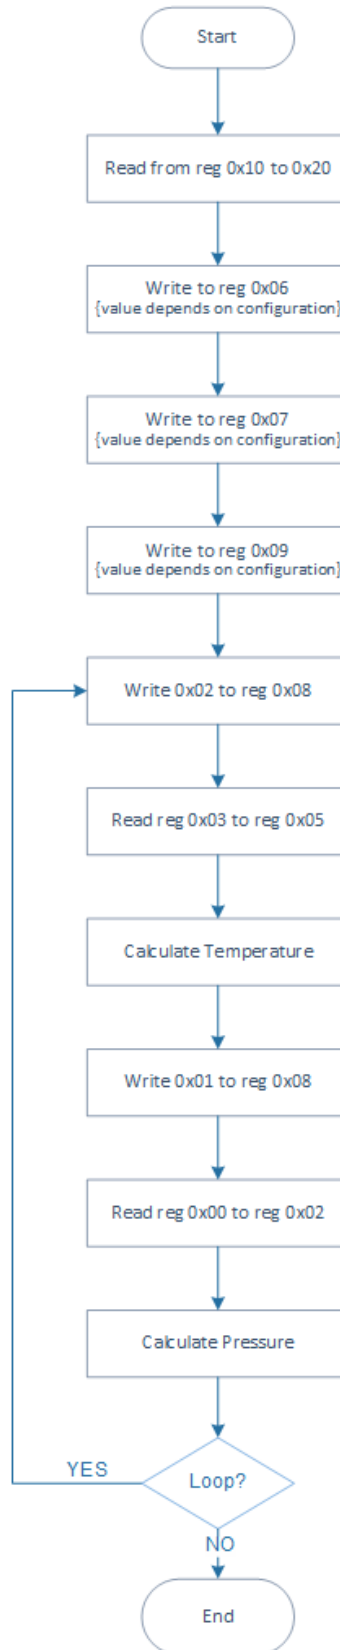 Start
Read from reg 0x10 to 0x20
Write to reg 0x06
{value depends on configuration}
Write to reg 0x07
{value depends on configuration}
Write to reg 0x09
{value depends on configuration}
Write 0x02 to reg 0x08
Read reg 0x03 to reg 0x05
Calculate Temperature
Write 0x01 to reg 0x08
Read reg 0x00 to reg 0x02
Calculate Pressure
YES
Loop?
NO
End